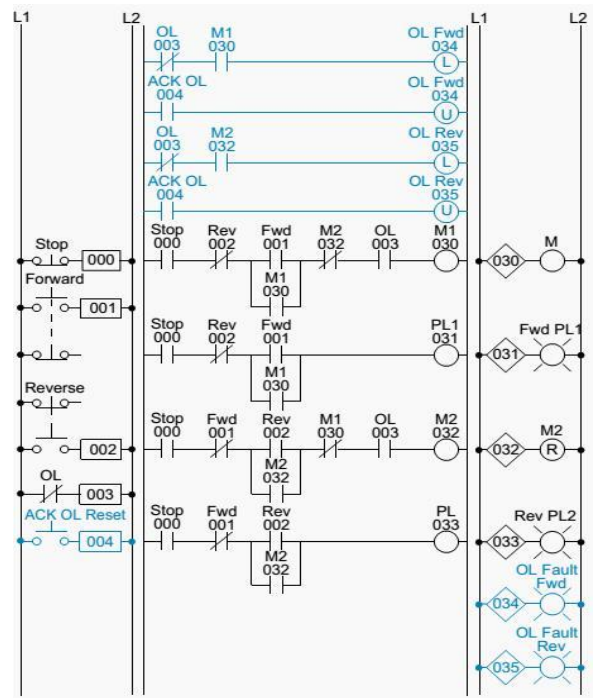 L1 L2 L1 L2
OL M1 OL Fwd
003 030 034
L
ACK OL OL Fwd
004 034
U
OL M2 OL Rev
003 032 035
L
ACK OL OL Rev
004 035
U
Stop Rev Fwd M2 OL M1
000 002 001 032 003 030
Stop 000 030 M
M1
030
Forward
001
Stop Rev Fwd PL1 Fwd PL1
000 002 001 031
031
M1
030
Reverse
Stop Fwd Rev M1 OL M2
000 001 002 030 003 032
002 032 M2
R
M2
032
OL
003
ACK OL Reset
004
Stop Fwd Rev PL Rev PL2
000 001 002 033
033
M2
032
OL Fault
Fwd
034
OL Fault
Rev
035